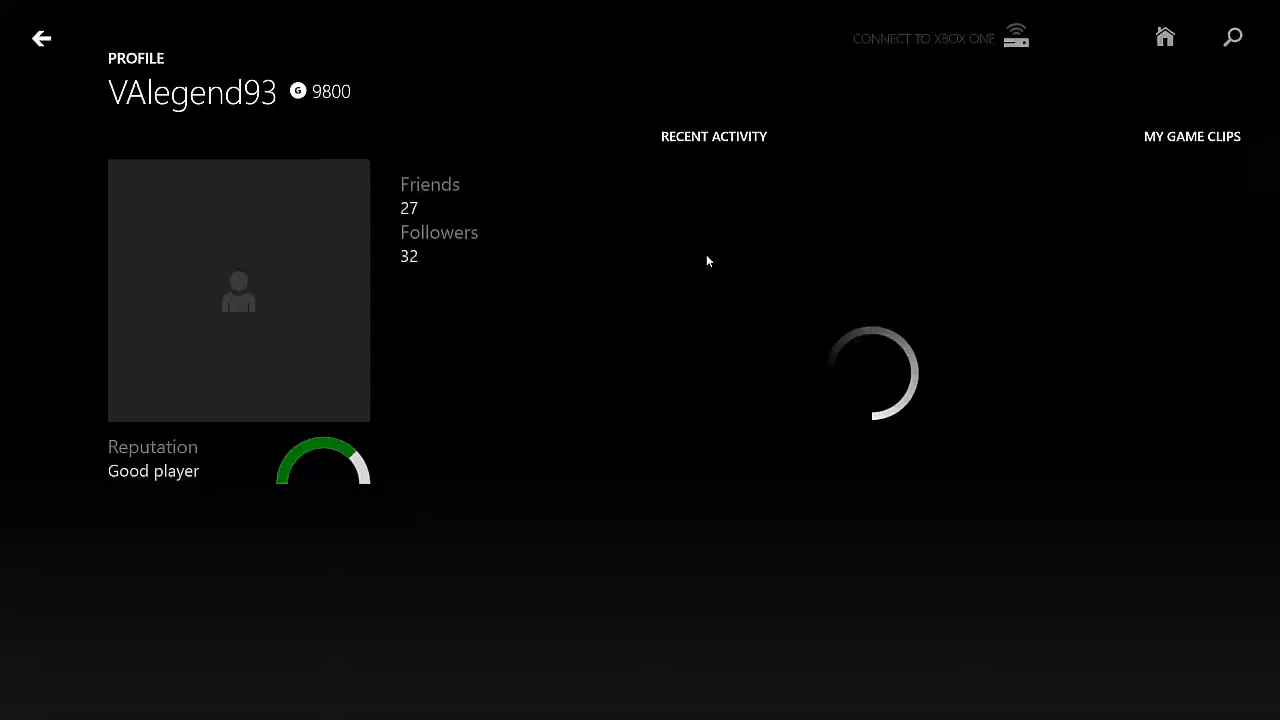 CONNECT TO XBOX ONE
PROFILE
VAlegend93 G 9800
RECENT ACTIVITY
MY GAME CLIPS
Friends
27
Followers
32
Reputation
Good player